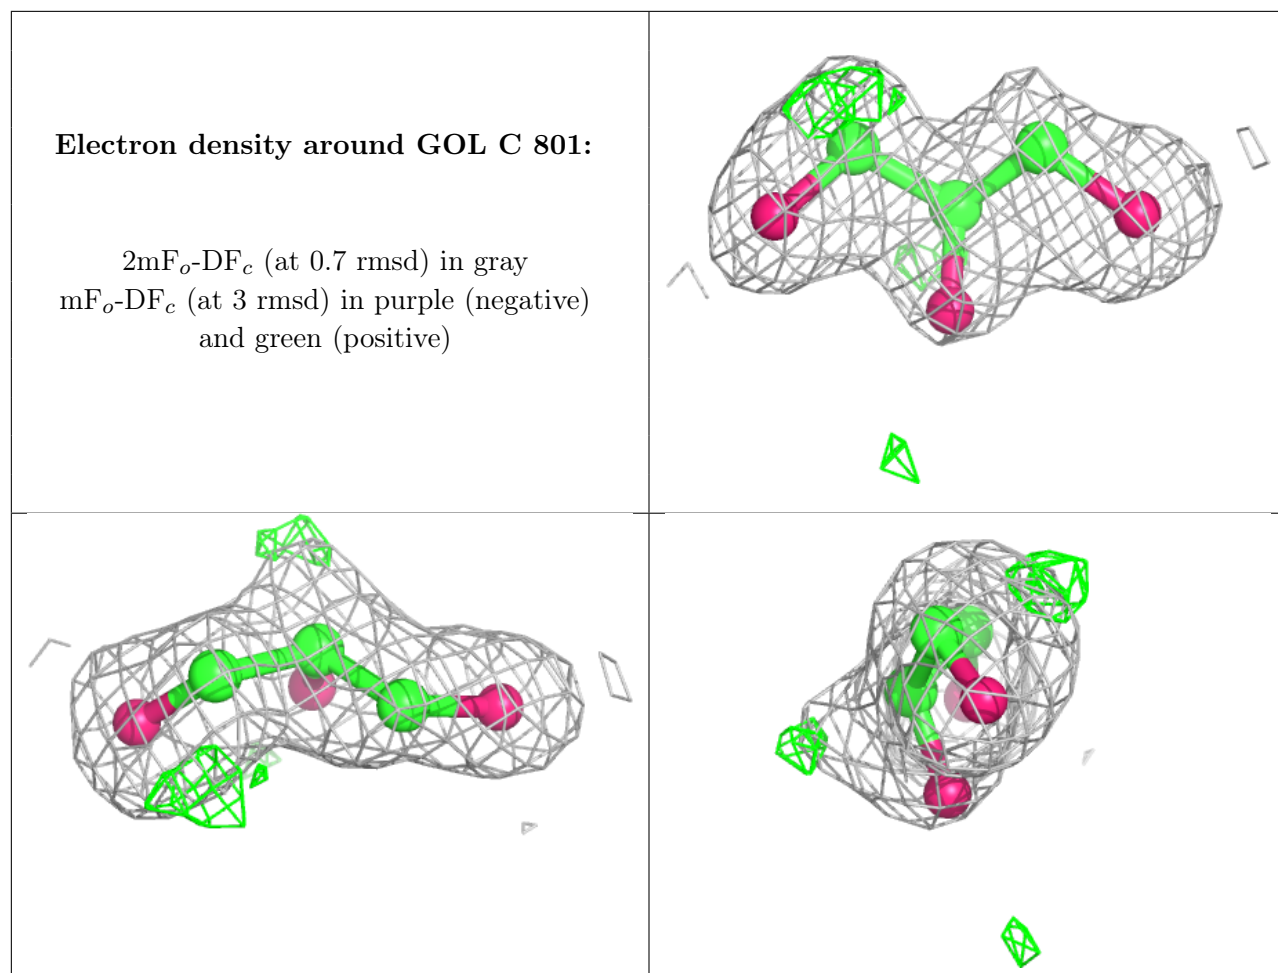 Electron density around GOL C 801:
2mFo-DFc (at 0.7 rmsd) in gray
mFo-DFc (at 3 rmsd) in purple (negative)
and green (positive)